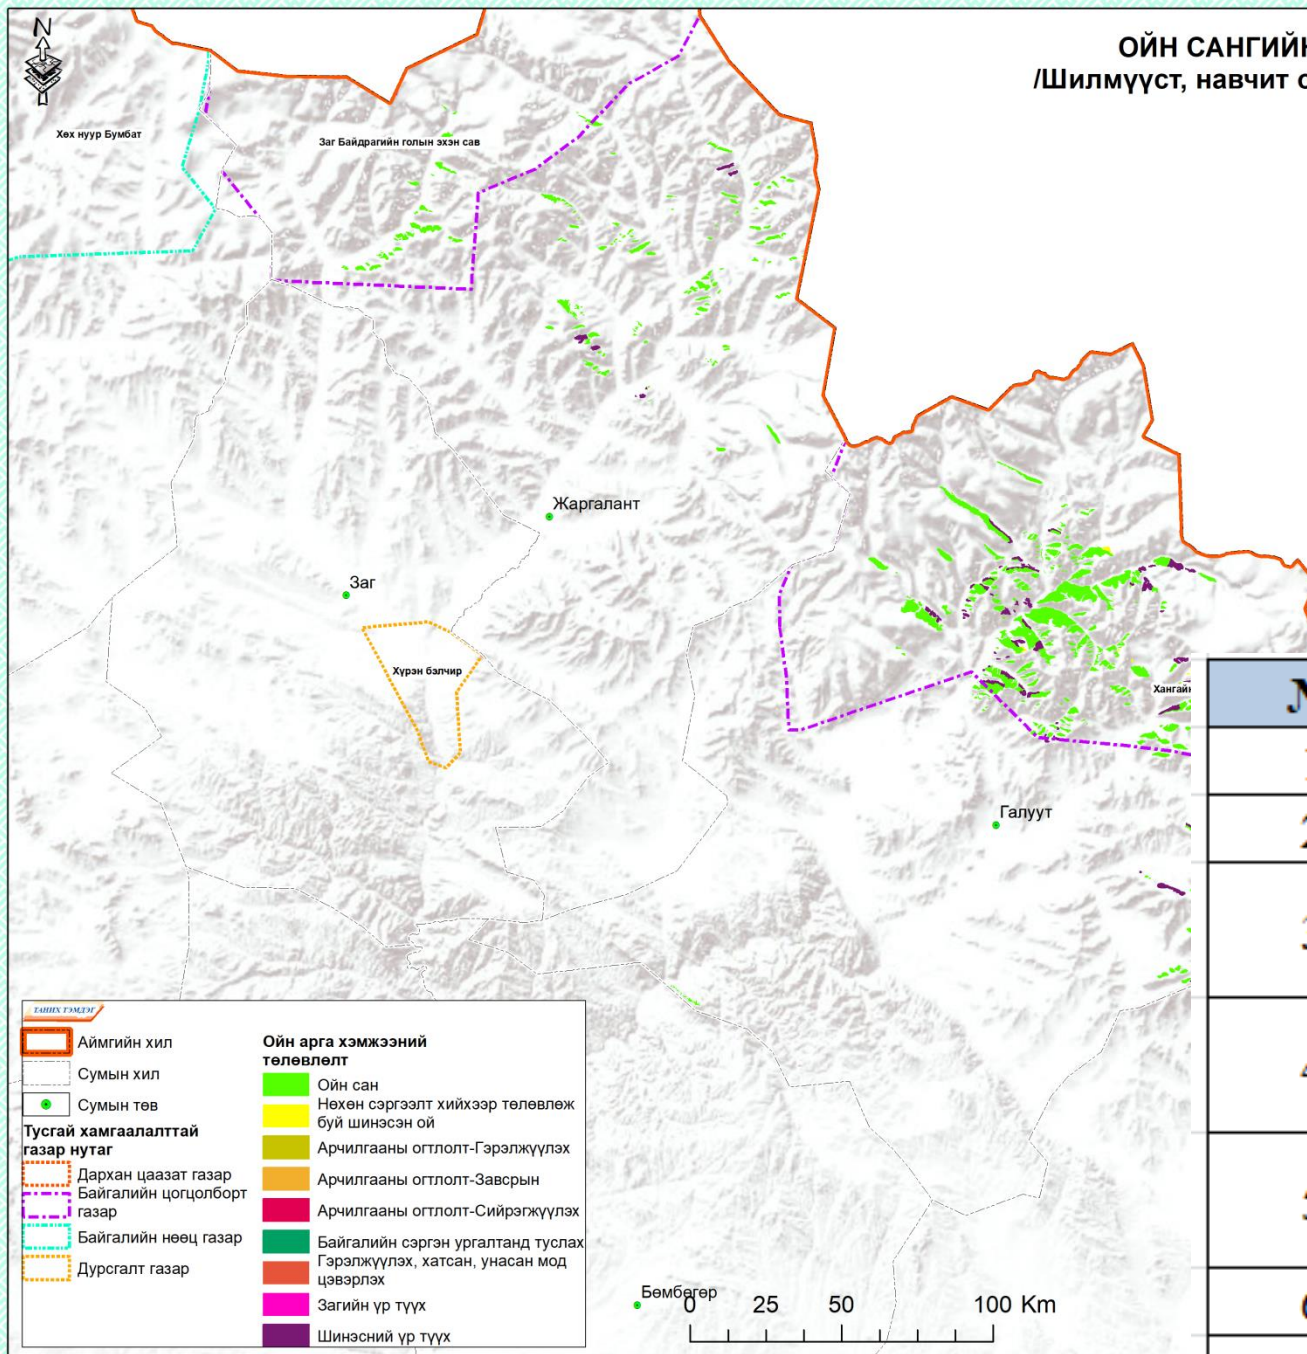 N
ОЙН САНГИЙН
/Шилмүүст, навчит
Хөх нуур Бумбат
Заг Байдрагийн голын эхэн сав
Жаргалант
Заг
Хүрэн бэлчир
Хангайн
Галуут
Бөмбөгөр
0 25 50 100 Km
ТАНИХ ТЭМДЭГ
Аймгийн хил
Сумын хил
Сумын төв
Тусгай хамгаалалттай
газар нутаг
Дархан цаазат газар
Байгалийн цогцолборт
газар
Байгалийн нөөц газар
Дурсгалт газар
Ойн арга хэмжээний
төлөвлөлт
Ойн сан
Нөхөн сэргээлт хийхээр төлөвлөж
буй шинэсэн ой
Арчилгааны огтлолт-Гэрэлжүүлэх
Арчилгааны огтлолт-Завсрын
Арчилгааны огтлолт-Сийрэгжүүлэх
Байгалийн сэргэн ургалтанд туслах
Гэрэлжүүлэх, хатсан, унасан мод
цэвэрлэх
Загийн үр түүх
Шинэсний үр түүх